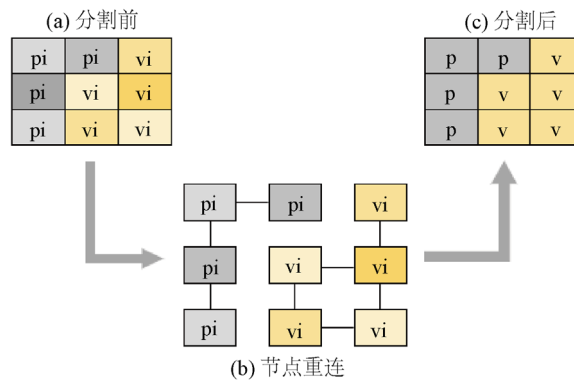 (a) 分割前
pi pi vi
pi vi vi
pi vi vi
(c) 分割后
p p v
p v v
p v v
pi pi vi
pi vi vi
pi vi vi
(b) 节点重连